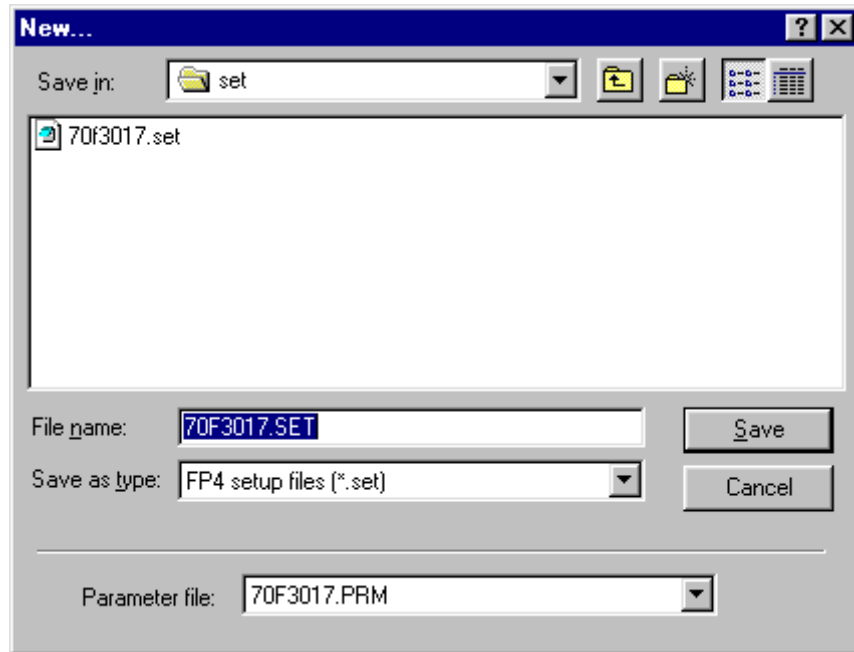 New...
Save in: set
70f3017.set
File name: 70F3017.SET Save
Save as type: FP4 setup files (*.set) Cancel
Parameter file: 70F3017.PRM